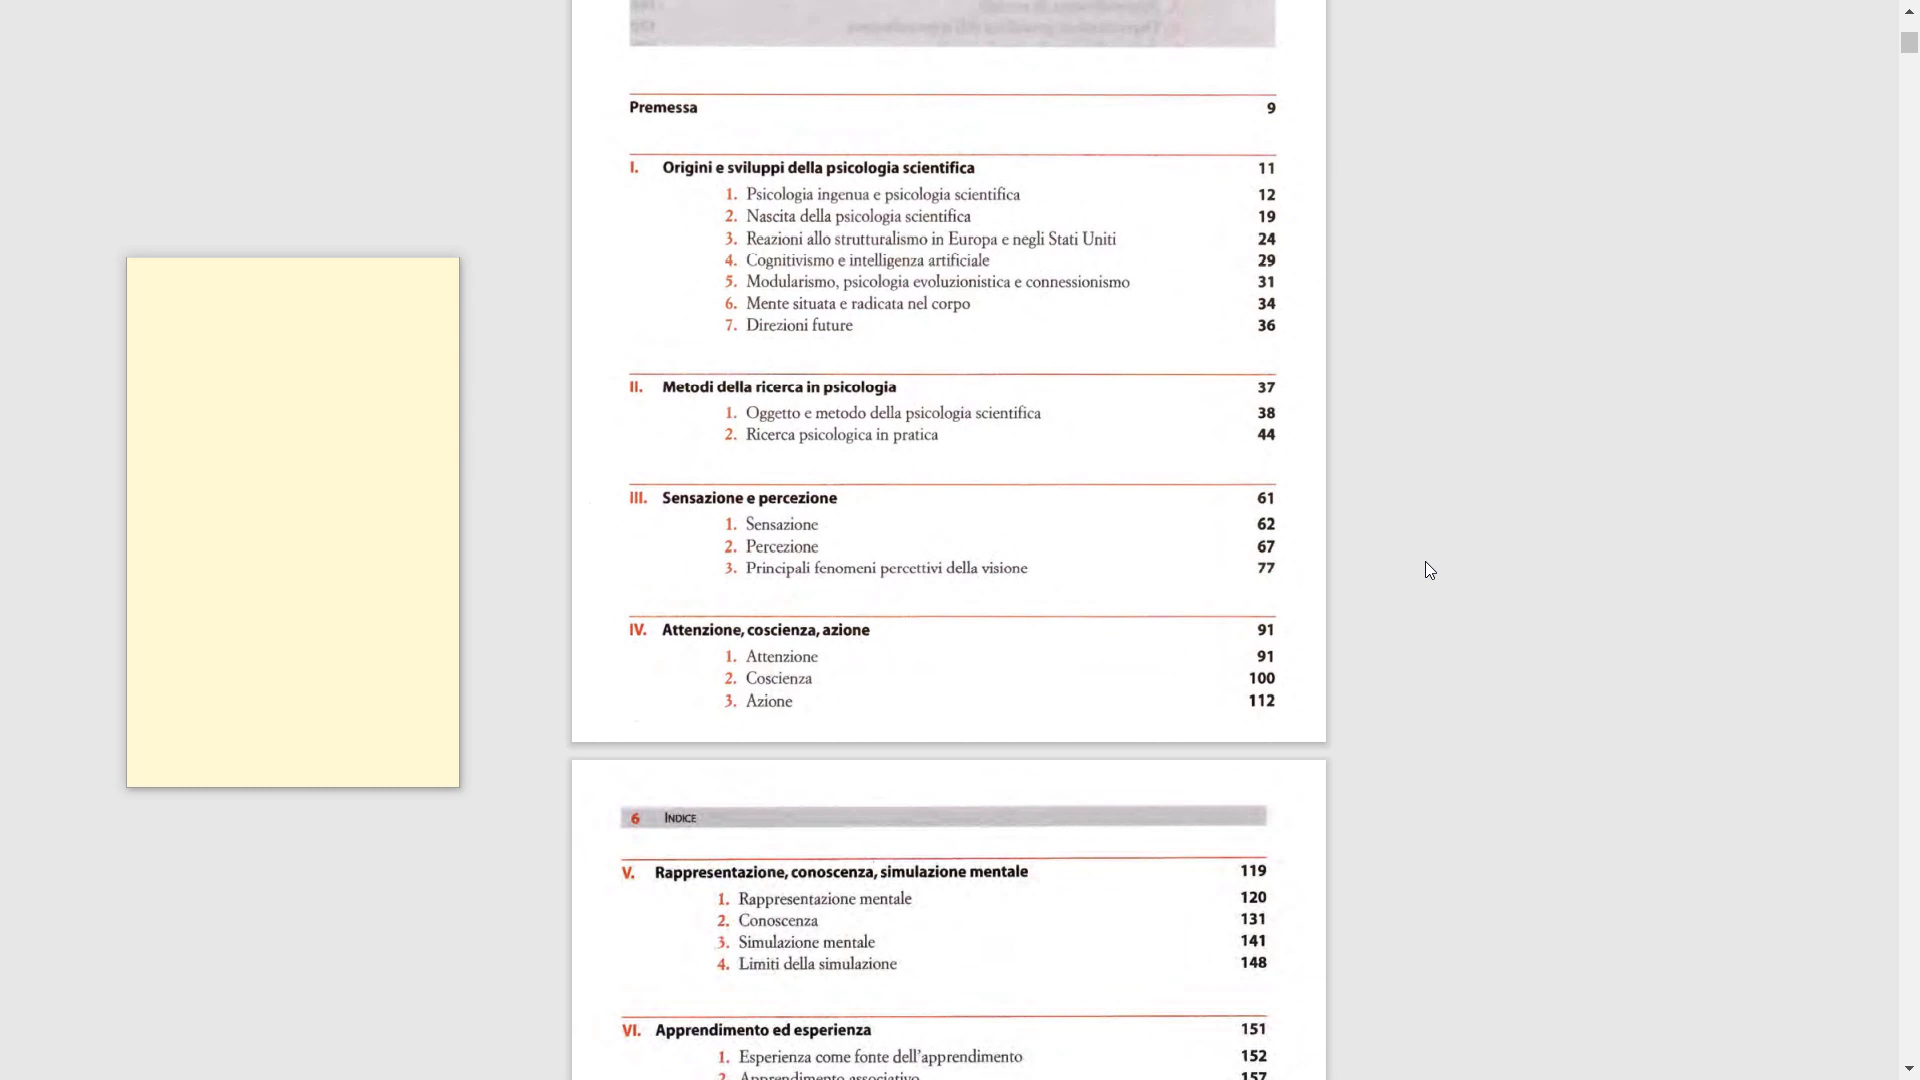 Premessa 9
I. Origini e sviluppi della psicologia scientifica 11
1. Psicologia ingenua e psicologia scientifica 12
2. Nascita della psicologia scientifica 19
3. Reazioni allo strutturalismo in Europa e negli Stati Uniti 24
4. Cognitivismo e intelligenza artificiale 29
5. Modularismo, psicologia evoluzionistica e connessionismo 31
6. Mente situata e radicata nel corpo 34
7. Direzioni future 36
II. Metodi della ricerca in psicologia 37
1. Oggetto e metodo della psicologia scientifica 38
2. Ricerca psicologica in pratica 44
III. Sensazione e percezione 61
1. Sensazione 62
2. Percezione 67
3. Principali fenomeni percettivi della visione 77
IV. Attenzione, coscienza, azione 91
1. Attenzione 91
2. Coscienza 100
3. Azione 112
6 INDICE
V. Rappresentazione, conoscenza, simulazione mentale 119
1. Rappresentazione mentale 120
2. Conoscenza 131
3. Simulazione mentale 141
4. Limiti della simulazione 148
VI. Apprendimento ed esperienza 151
1. Esperienza come fonte dell'apprendimento 152
2. Apprendimento associativo 157